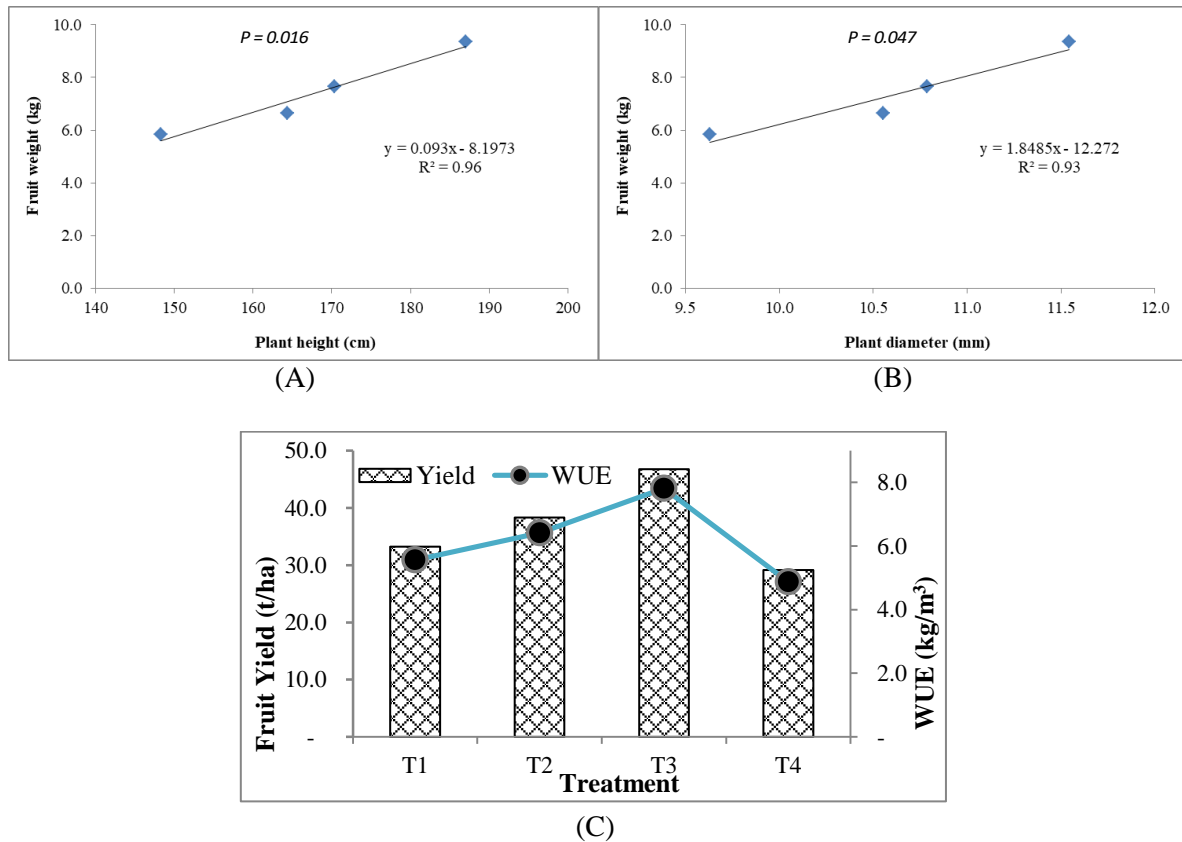 10.0
8.0
6.0
4.0
2.0
0.0
Fruit weight (kg)
P = 0.016
y = 0.093x - 8.1973
R² = 0.96
140 150 160 170 180 190 200
Plant height (cm)
(A)
10.0
8.0
6.0
4.0
2.0
0.0
Fruit weight (kg)
P = 0.047
y = 1.8485x - 12.272
R² = 0.93
9.5 10.0 10.5 11.0 11.5 12.0
Plant diameter (mm)
(B)
50.0
40.0
30.0
20.0
10.0
-
Fruit Yield (t/ha)
Yield WUE
8.0
6.0
4.0
2.0
-
WUE (kg/m³)
T1 T2 T3 T4
Treatment
(C)